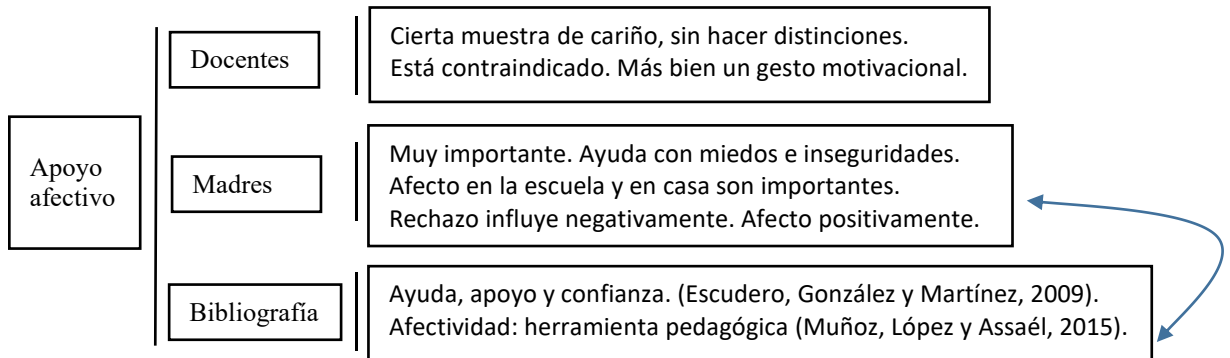 Apoyo
afectivo
Docentes
Cierta muestra de cariño, sin hacer distinciones.
Está contraindicado. Más bien un gesto motivacional.
Madres
Muy importante. Ayuda con miedos e inseguridades.
Afecto en la escuela y en casa son importantes.
Rechazo influye negativamente. Afecto positivamente.
Bibliografía
Ayuda, apoyo y confianza. (Escudero, González y Martínez, 2009).
Afectividad: herramienta pedagógica (Muñoz, López y Assaél, 2015).